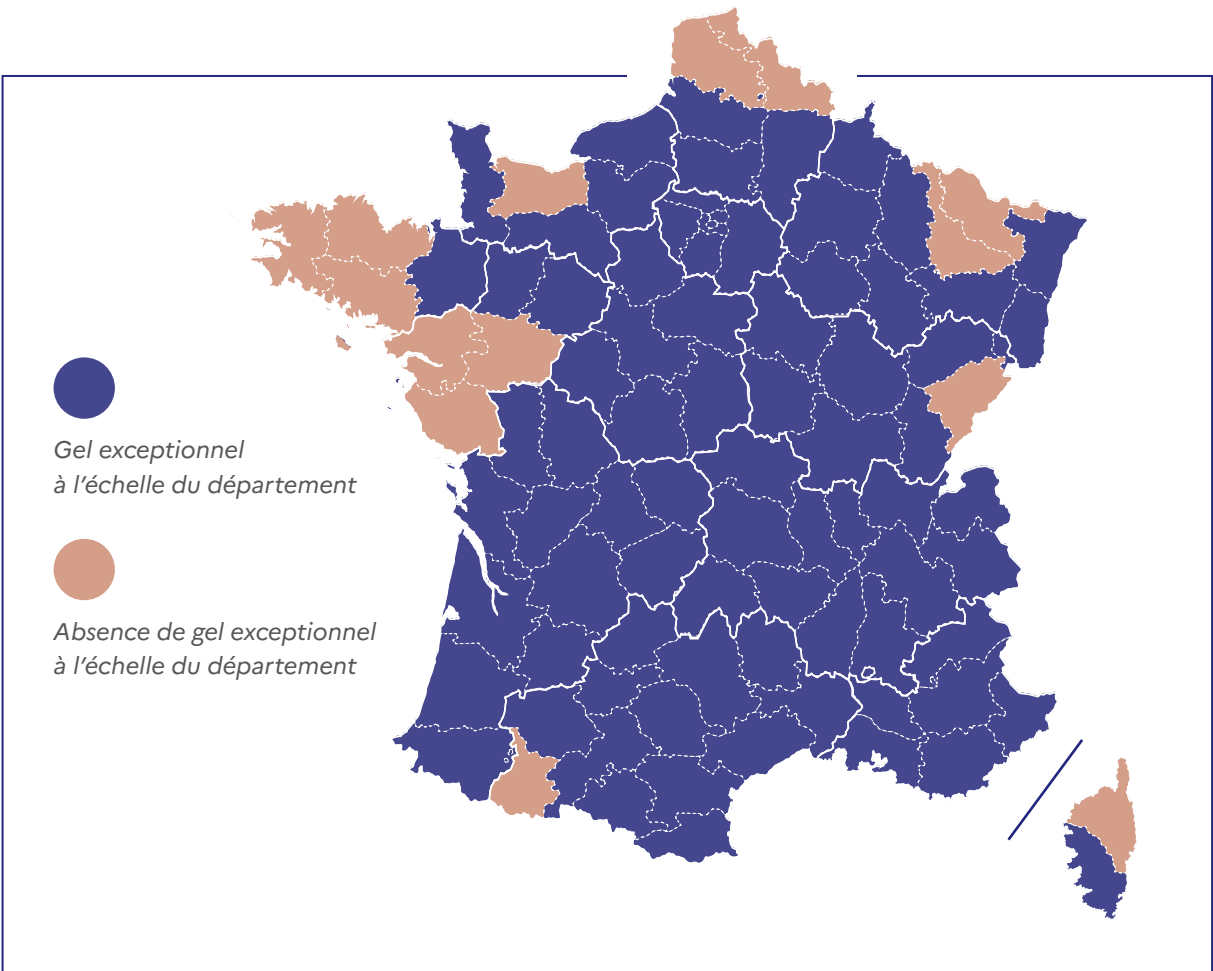 Gel exceptionnel
à l’échelle du département
Absence de gel exceptionnel
à l’échelle du département